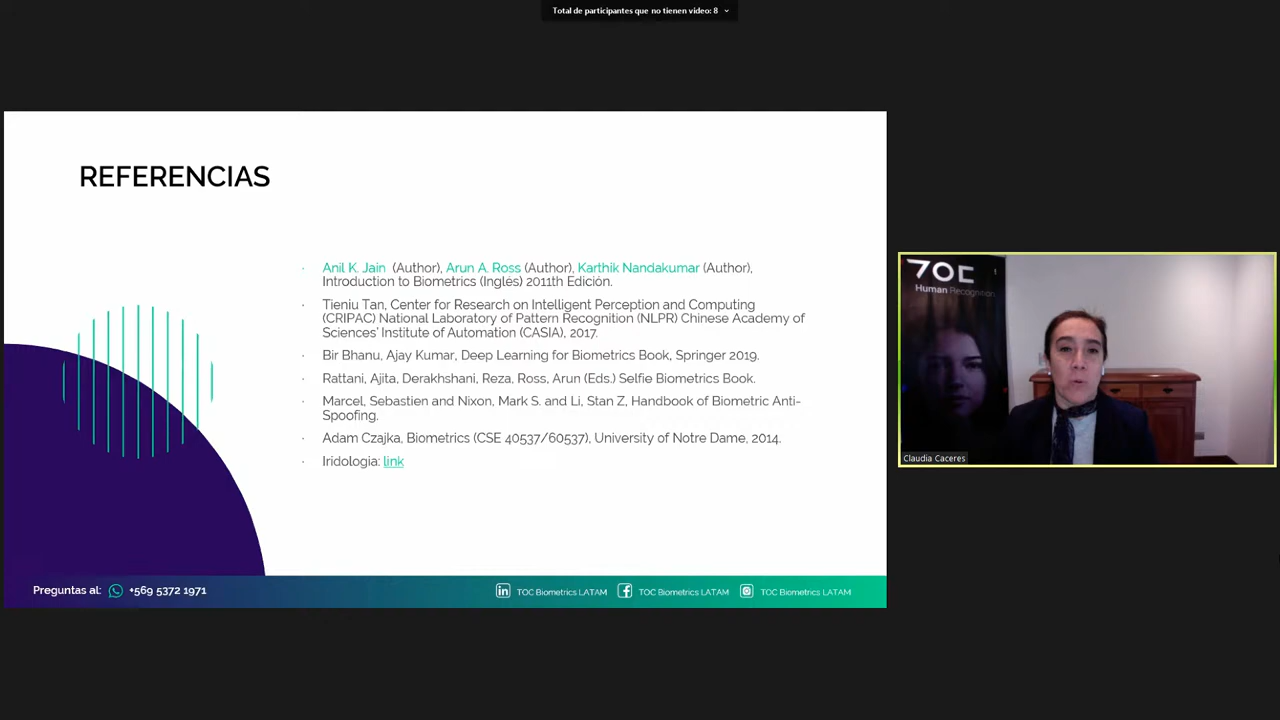 Total de participantes que no tienen video: 8
REFERENCIAS
· Anil K. Jain (Author), Arun A. Ross (Author), Karthik Nandakumar (Author),
Introduction to Biometrics (Inglés) 2011th Edición.
· Tieniu Tan, Center for Research on Intelligent Perception and Computing
(CRIPAC) National Laboratory of Pattern Recognition (NLPR) Chinese Academy of
Sciences' Institute of Automation (CASIA), 2017.
· Bir Bhanu, Ajay Kumar, Deep Learning for Biometrics Book, Springer 2019.
· Rattani, Ajita, Derakhshani, Reza, Ross, Arun (Eds.) Selfie Biometrics Book.
· Marcel, Sebastien and Nixon, Mark S. and Li, Stan Z, Handbook of Biometric Anti-
Spoofing.
· Adam Czajka, Biometrics (CSE 40537/60537), University of Notre Dame, 2014.
· Iridologia: link
Preguntas al: +569 5372 1971
in TOC Biometrics LATAM
f TOC Biometrics LATAM
TOC Biometrics LATAM
TOC
Human Recognition
Claudia Caceres